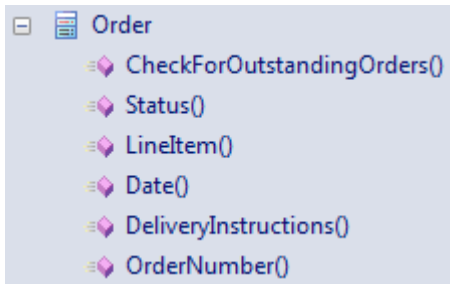 Order
CheckForOutstandingOrders()
Status()
LineItem()
Date()
DeliveryInstructions()
OrderNumber()